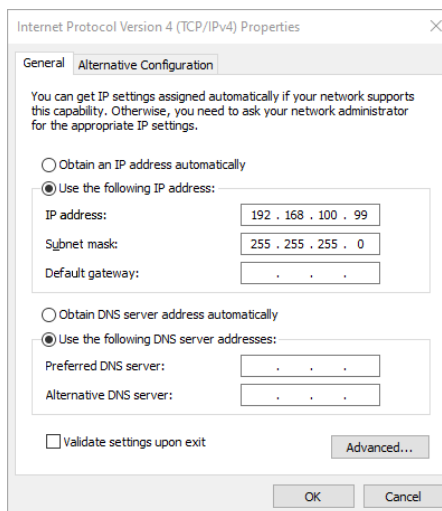 Internet Protocol Version 4 (TCP/IPv4) Properties
General
Alternative Configuration
You can get IP settings assigned automatically if your network supports
this capability. Otherwise, you need to ask your network administrator
for the appropriate IP settings.
Obtain an IP address automatically
Use the following IP address:
IP address: 192 . 168 . 100 . 99
Subnet mask: 255 . 255 . 255 . 0
Default gateway: . . .
Obtain DNS server address automatically
Use the following DNS server addresses:
Preferred DNS server: . . .
Alternative DNS server: . . .
Validate settings upon exit
Advanced...
OK Cancel